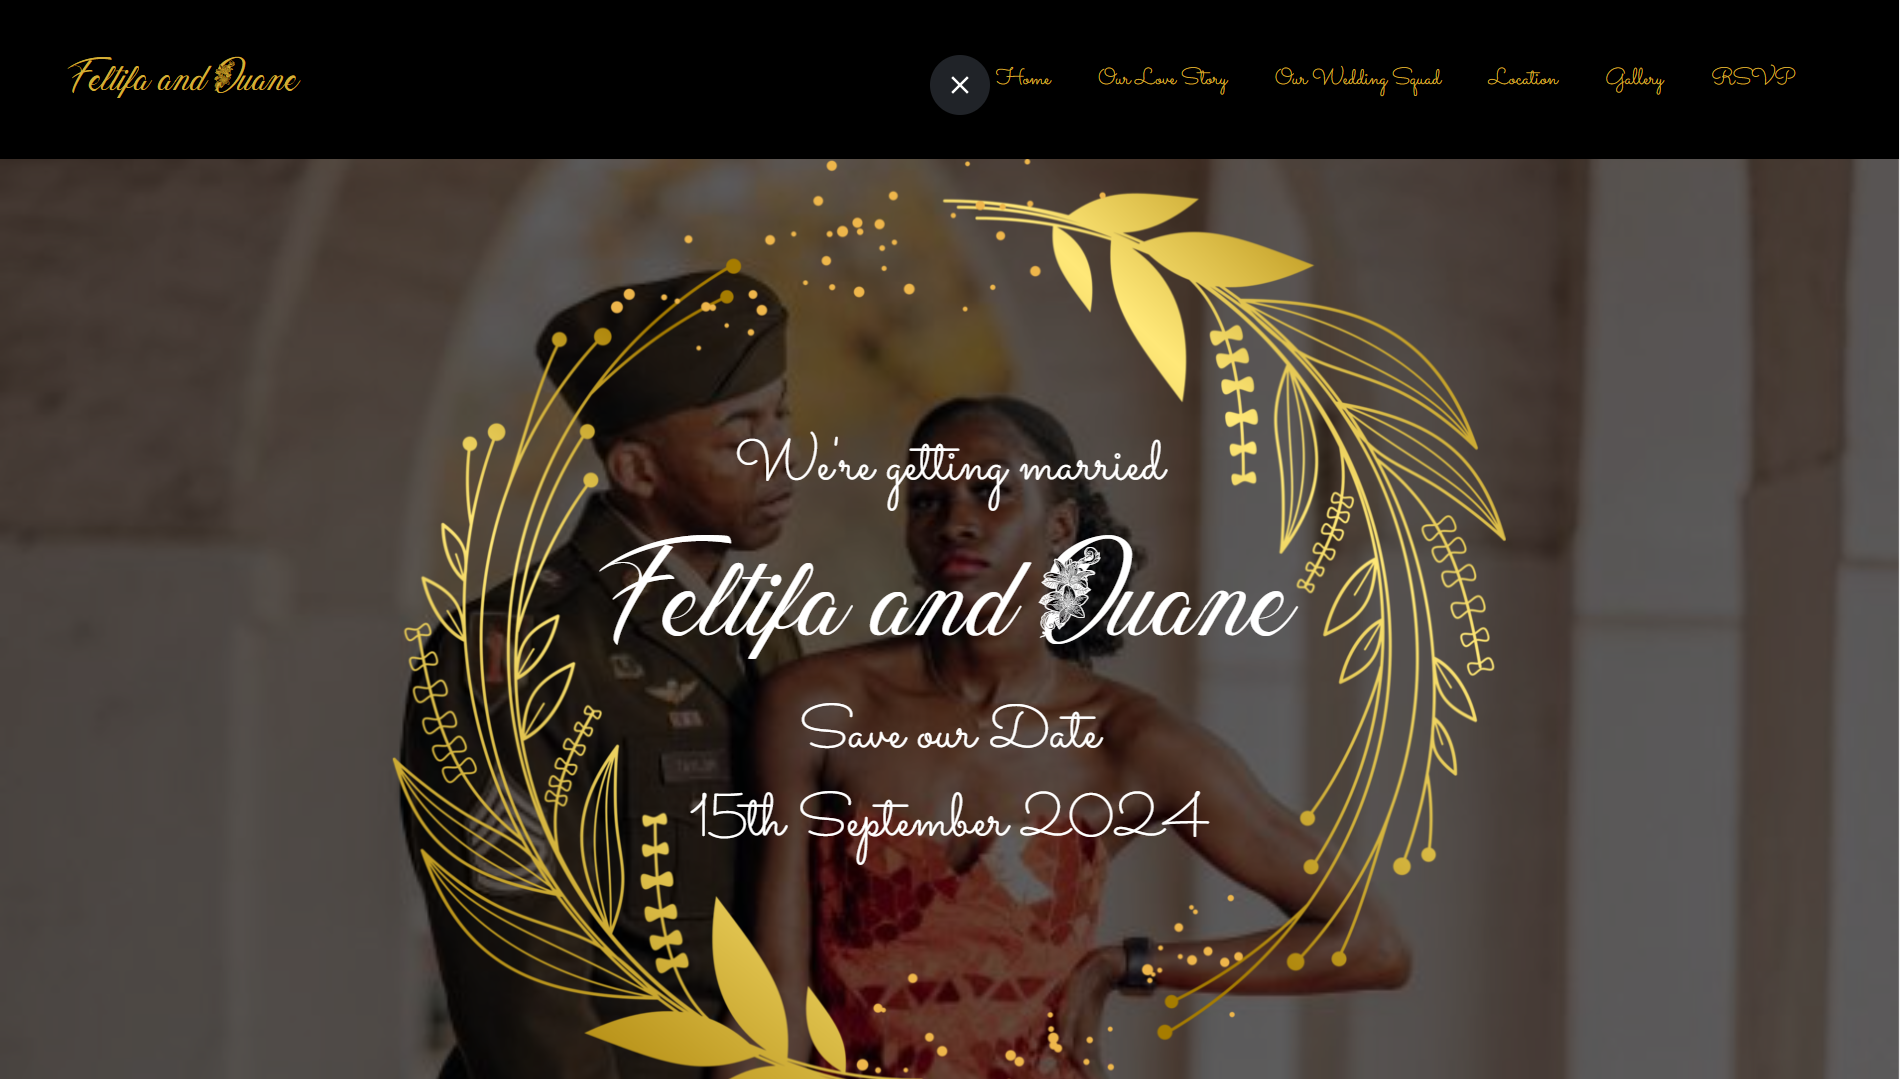 Feltifa and Duane
Home Our Love Story Our Wedding Squad Location Gallery RSVP
We're getting married
Feltifa and Duane
Save our Date
15th September 2024
TAYLOR